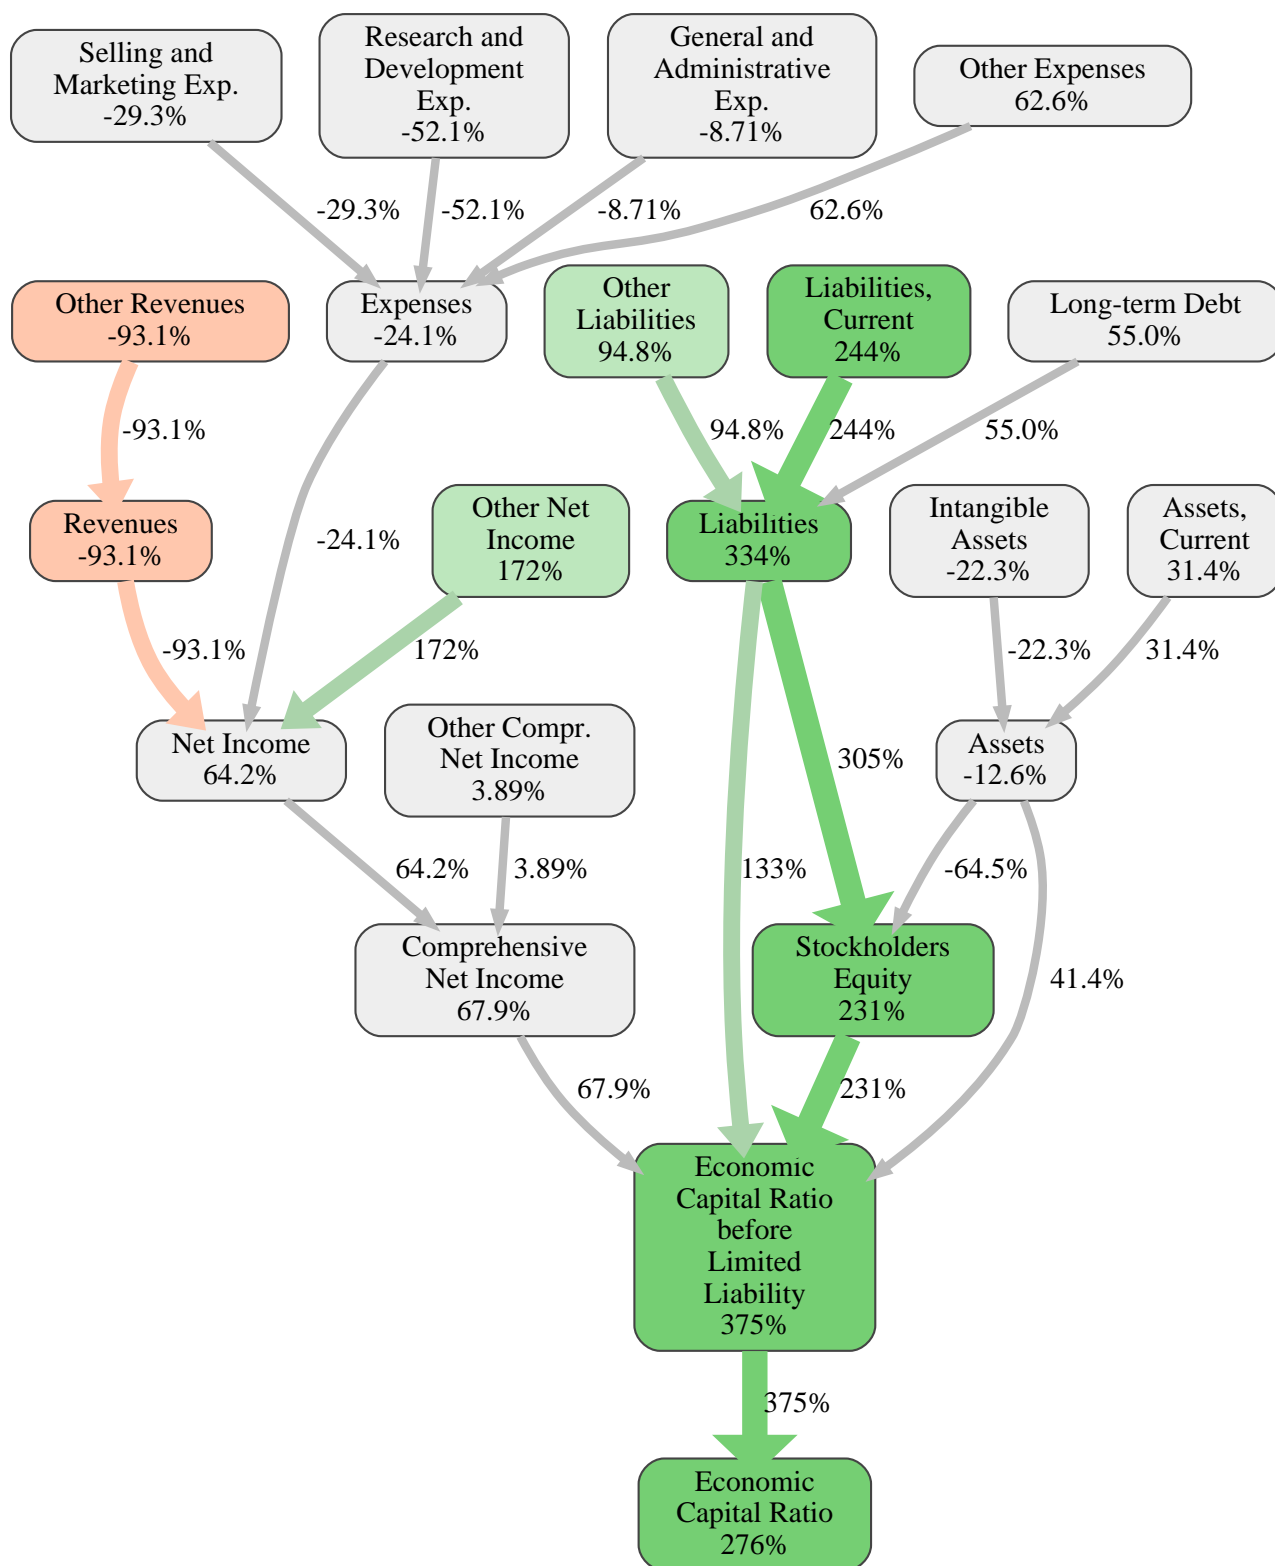 Selling and
Marketing Exp.
-29.3%
Research and
Development
Exp.
-52.1%
General and
Administrative
Exp.
-8.71%
Other Expenses
62.6%
-29.3%
-52.1%
-8.71%
62.6%
Other Revenues
-93.1%
Expenses
-24.1%
Other
Liabilities
94.8%
Liabilities,
Current
244%
Long-term Debt
55.0%
-93.1%
94.8%
244%
55.0%
Revenues
-93.1%
-24.1%
Other Net
Income
172%
Liabilities
334%
Intangible
Assets
-22.3%
Assets,
Current
31.4%
-93.1%
172%
-22.3%
31.4%
Net Income
64.2%
Other Compr.
Net Income
3.89%
305%
Assets
-12.6%
64.2%
3.89%
133%
-64.5%
Comprehensive
Net Income
67.9%
Stockholders
Equity
231%
41.4%
67.9%
231%
Economic
Capital Ratio
before
Limited
Liability
375%
375%
Economic
Capital Ratio
276%